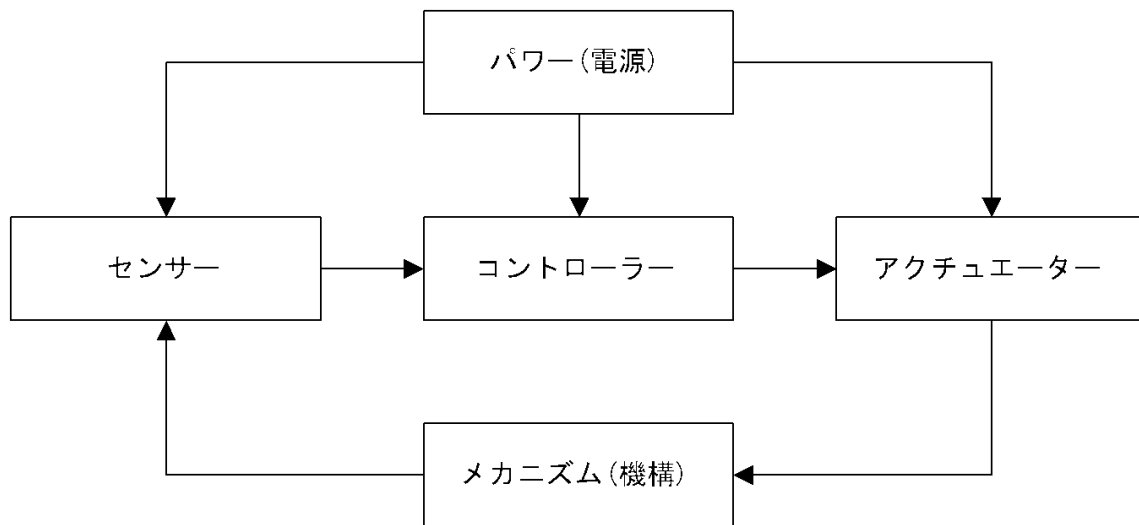 パワー(電源)
センサー
コントローラー
アクチュエーター
メカニズム(機構)